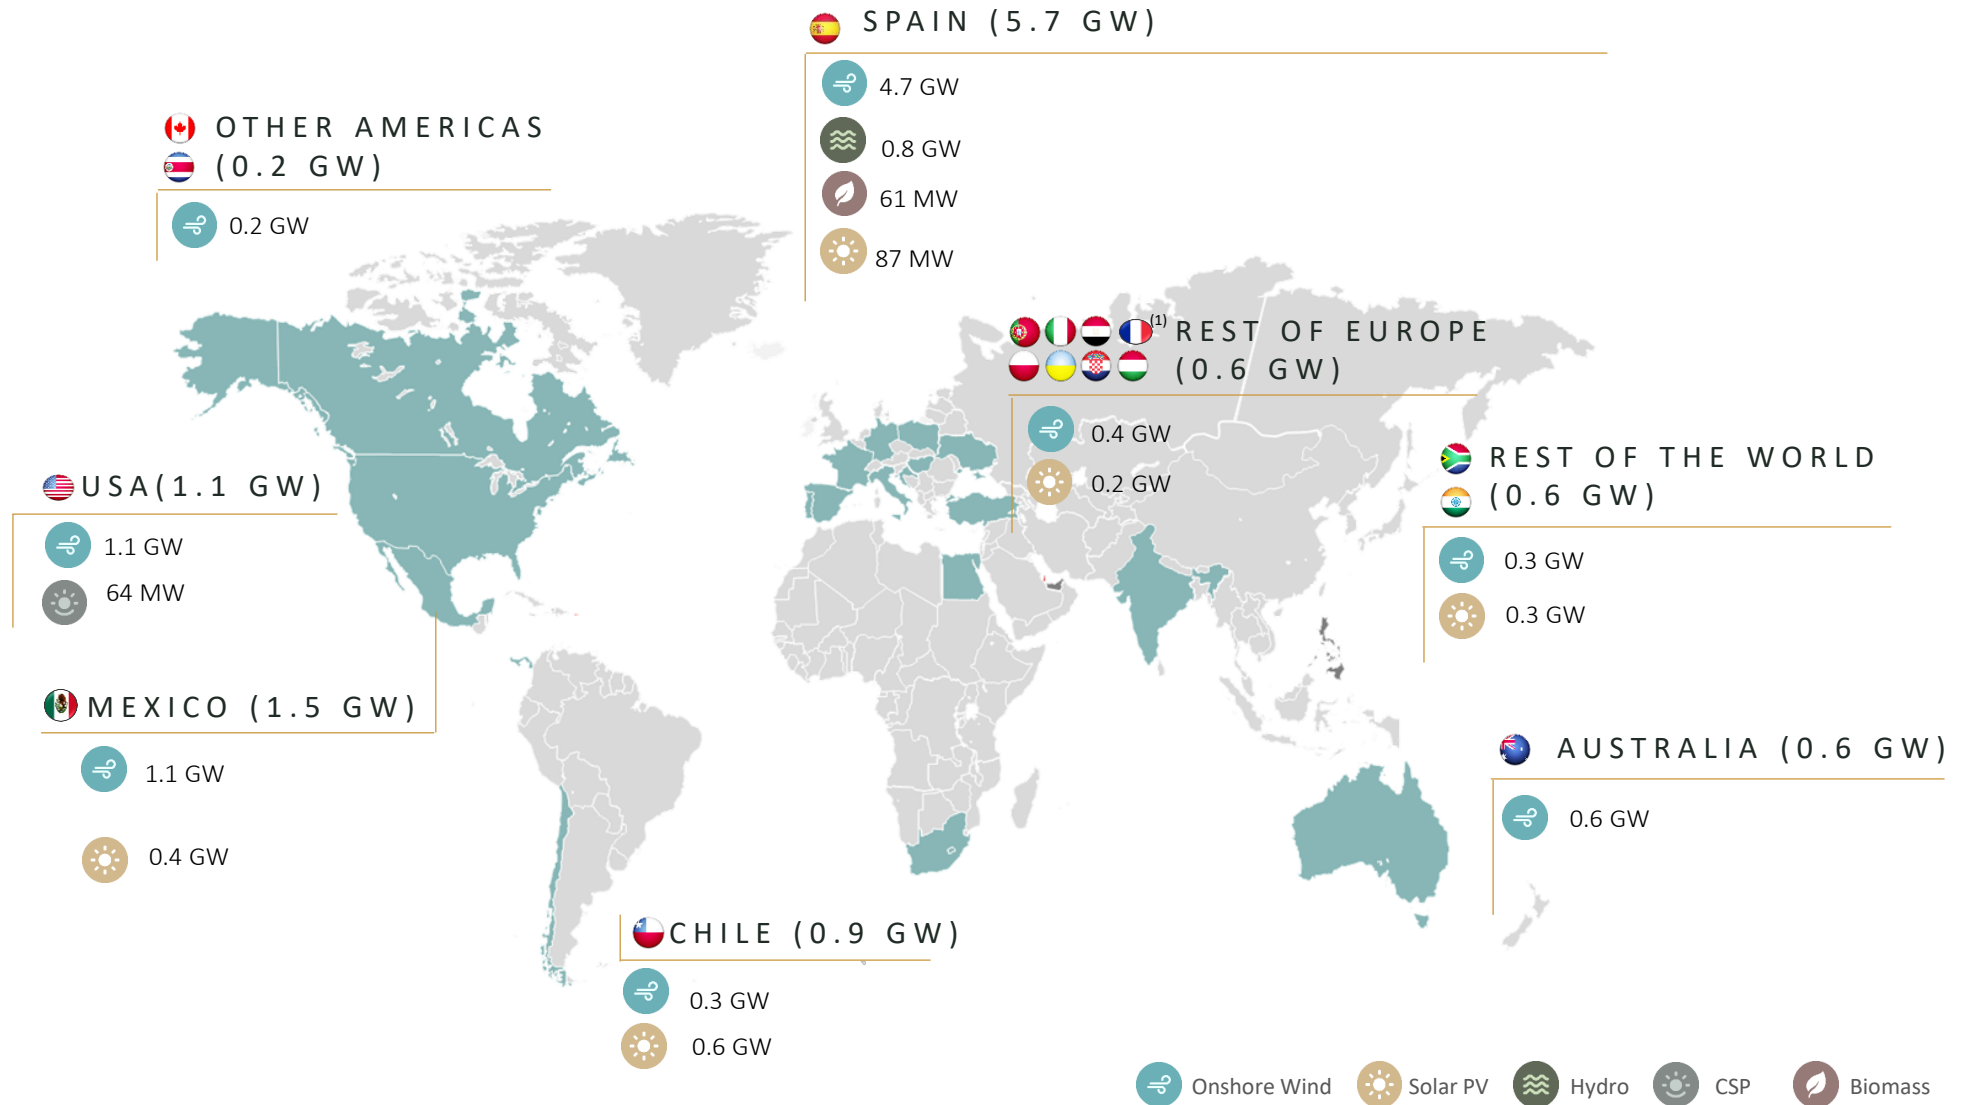 SPAIN (5.7 GW)
4.7 GW
0.8 GW
61 MW
87 MW
OTHER AMERICAS
(0.2 GW)
0.2 GW
(1) REST OF EUROPE
(0.6 GW)
0.4 GW
0.2 GW
REST OF THE WORLD
(0.6 GW)
0.3 GW
0.3 GW
USA(1.1 GW)
1.1 GW
64 MW
MEXICO (1.5 GW)
1.1 GW
0.4 GW
AUSTRALIA (0.6 GW)
0.6 GW
CHILE (0.9 GW)
0.3 GW
0.6 GW
Onshore Wind Solar PV Hydro CSP Biomass